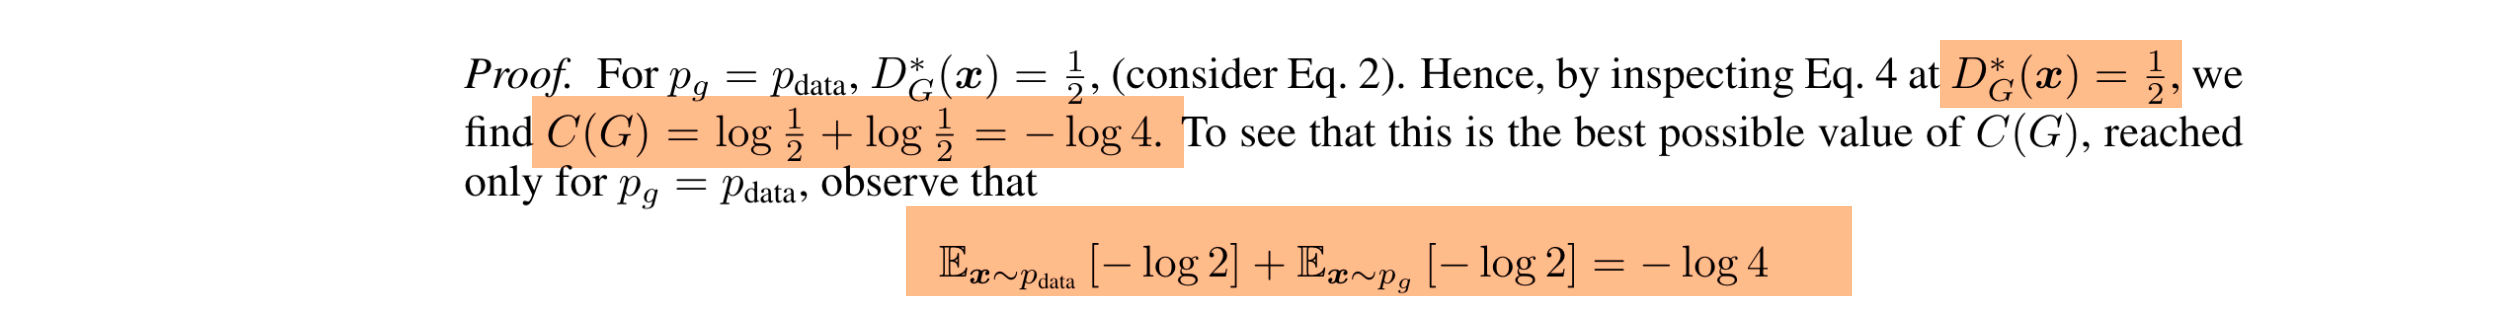 Proof. For p_g = p_data, D*_G(x) = 1/2, (consider Eq. 2). Hence, by inspecting Eq. 4 at D*_G(x) = 1/2, we
find C(G) = log 1/2 + log 1/2 = − log 4. To see that this is the best possible value of C(G), reached
only for p_g = p_data, observe that
𝔼_x∼p_data [− log 2] + 𝔼_x∼p_g [− log 2] = − log 4